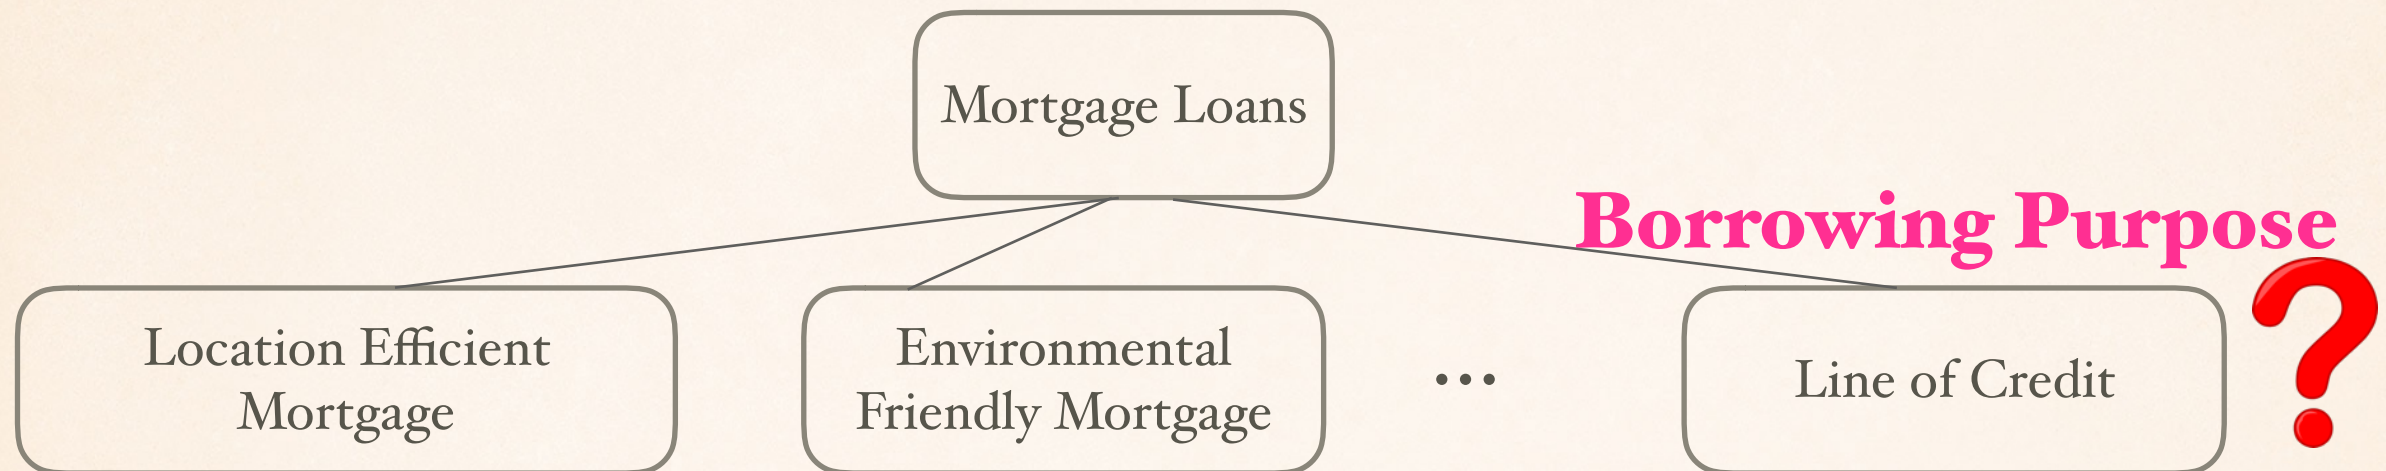 Mortgage Loans
Borrowing Purpose
Location Efficient
Mortgage
Environmental
Friendly Mortgage
...
Line of Credit
?